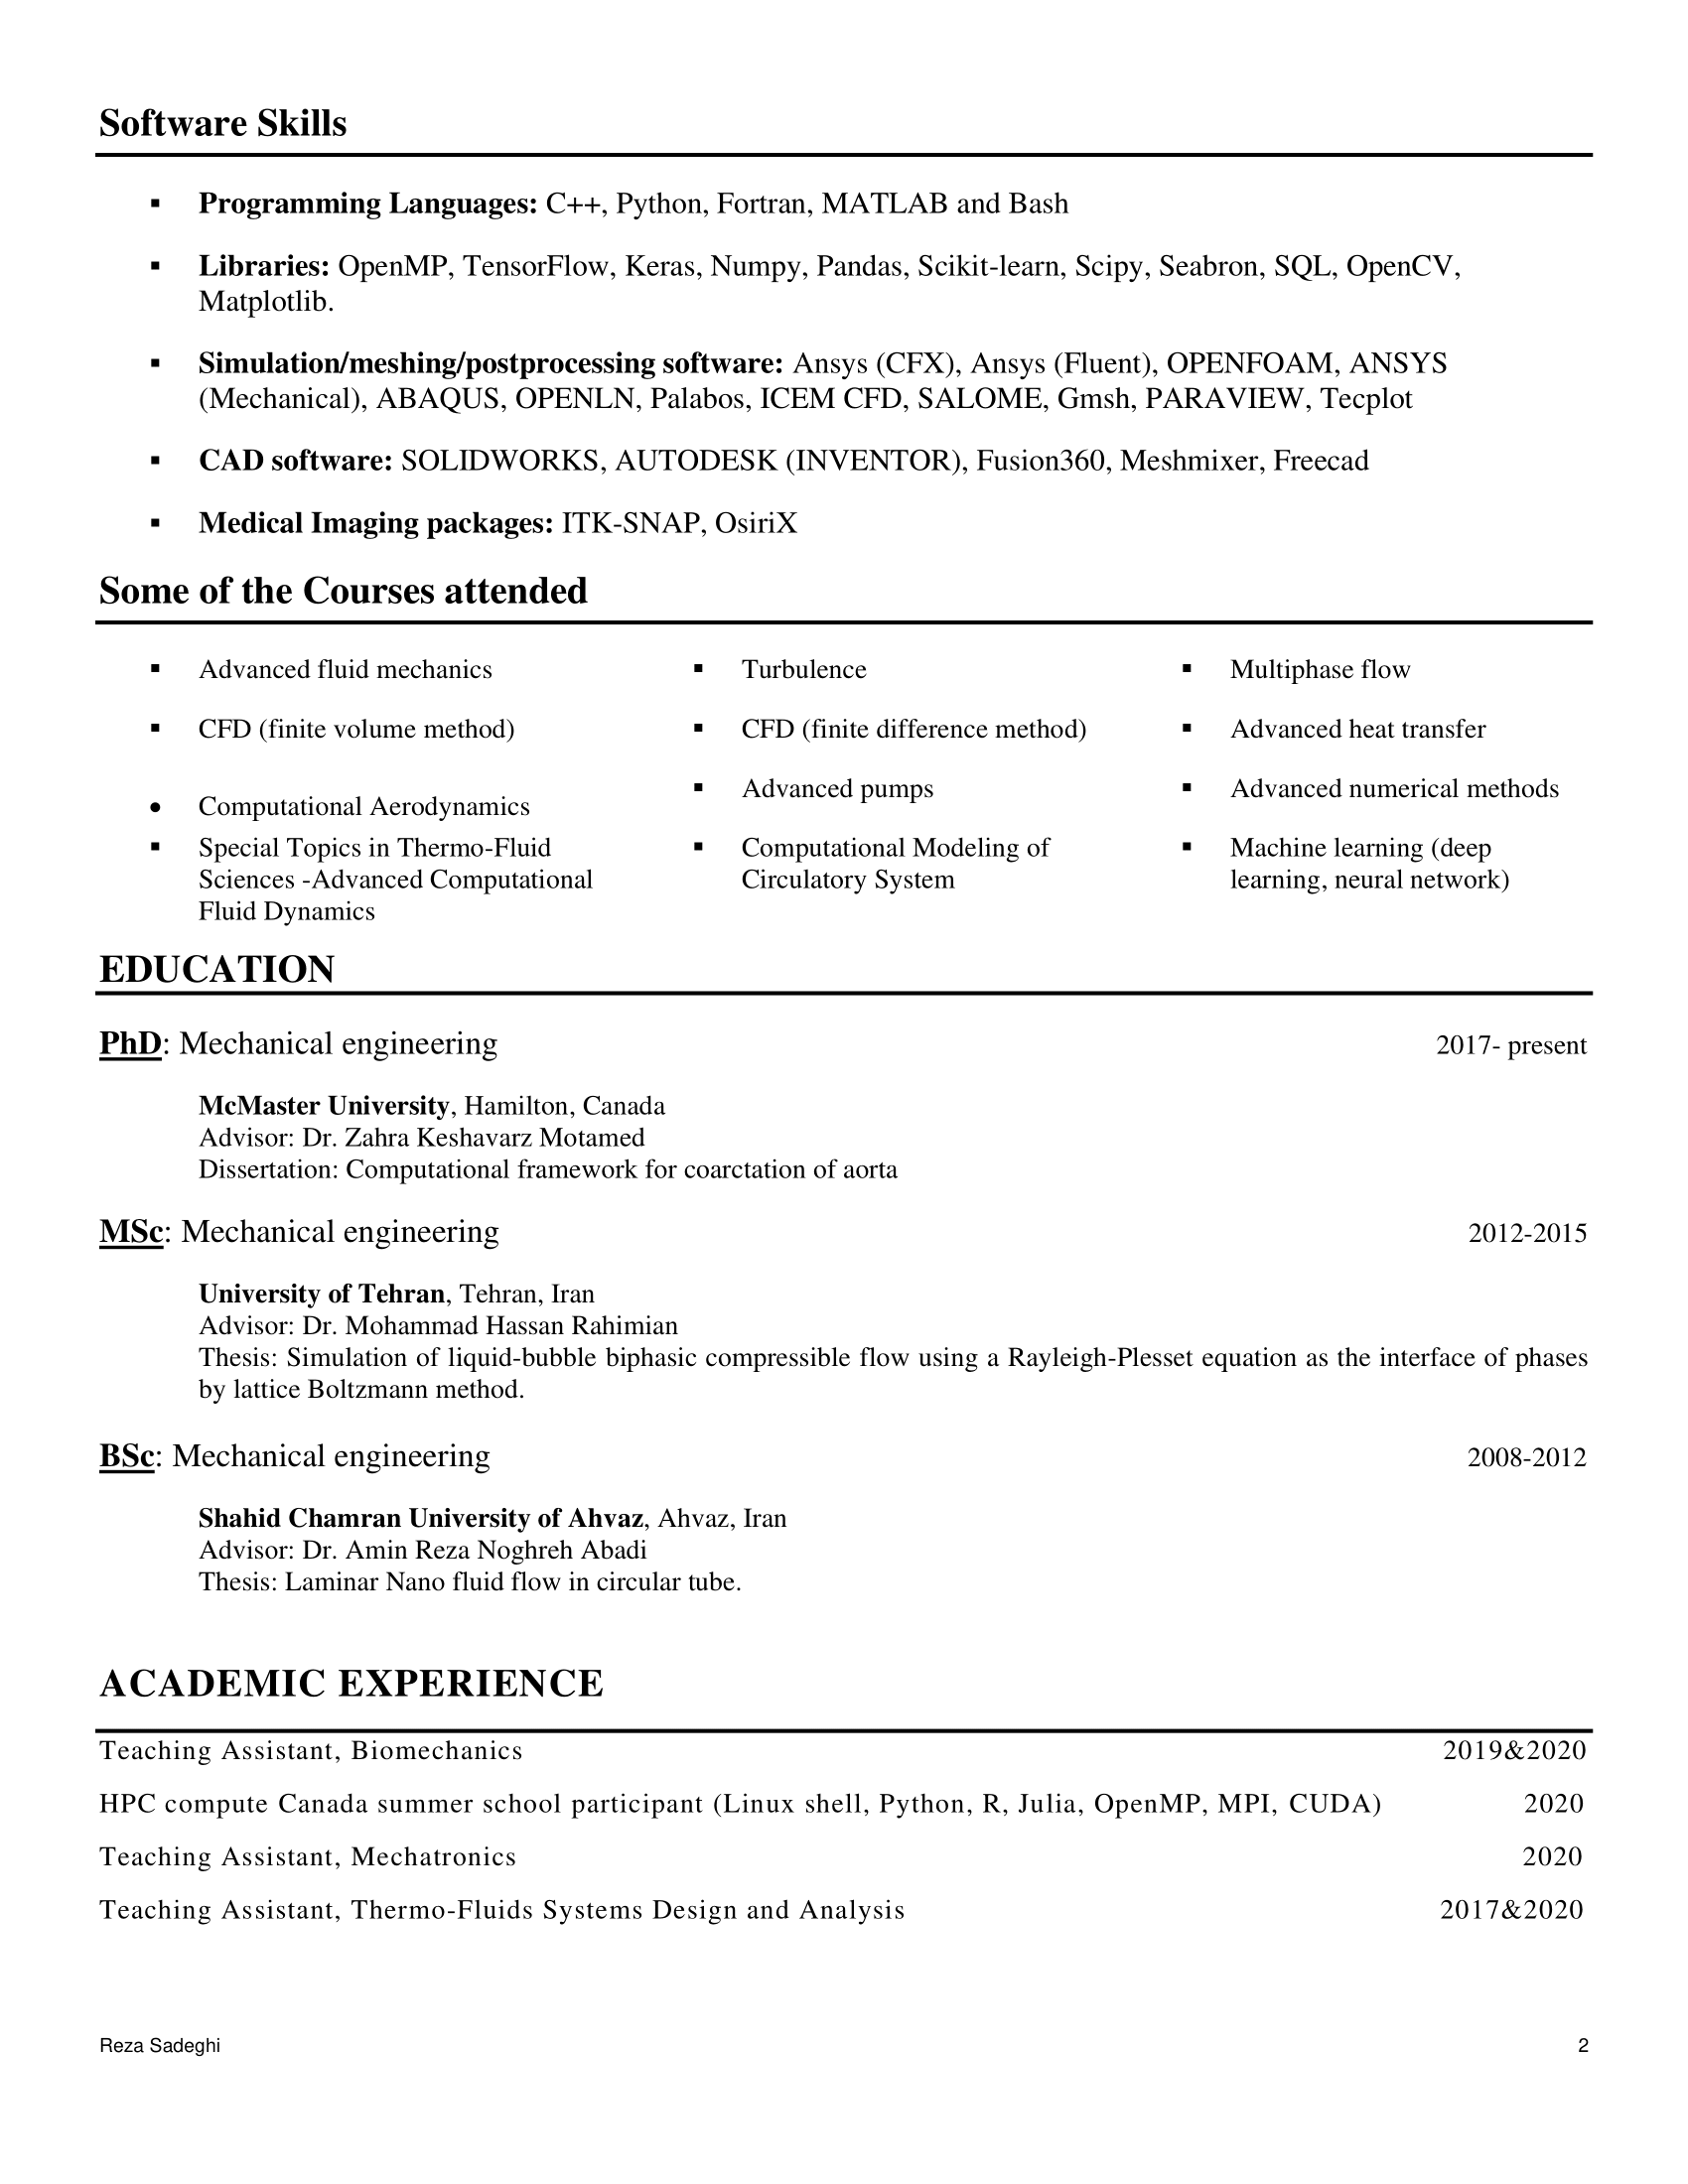 Software Skills
▪ Programming Languages: C++, Python, Fortran, MATLAB and Bash
▪ Libraries: OpenMP, TensorFlow, Keras, Numpy, Pandas, Scikit-learn, Scipy, Seabron, SQL, OpenCV,
Matplotlib.
▪ Simulation/meshing/postprocessing software: Ansys (CFX), Ansys (Fluent), OPENFOAM, ANSYS
(Mechanical), ABAQUS, OPENLN, Palabos, ICEM CFD, SALOME, Gmsh, PARAVIEW, Tecplot
▪ CAD software: SOLIDWORKS, AUTODESK (INVENTOR), Fusion360, Meshmixer, Freecad
▪ Medical Imaging packages: ITK-SNAP, OsiriX
Some of the Courses attended
▪ Advanced fluid mechanics ▪ Turbulence ▪ Multiphase flow
▪ CFD (finite volume method) ▪ CFD (finite difference method) ▪ Advanced heat transfer
▪ Advanced pumps ▪ Advanced numerical methods
• Computational Aerodynamics
▪ Special Topics in Thermo-Fluid ▪ Computational Modeling of ▪ Machine learning (deep
Sciences -Advanced Computational Circulatory System learning, neural network)
Fluid Dynamics
EDUCATION
PhD: Mechanical engineering 2017- present
McMaster University, Hamilton, Canada
Advisor: Dr. Zahra Keshavarz Motamed
Dissertation: Computational framework for coarctation of aorta
MSc: Mechanical engineering 2012-2015
University of Tehran, Tehran, Iran
Advisor: Dr. Mohammad Hassan Rahimian
Thesis: Simulation of liquid-bubble biphasic compressible flow using a Rayleigh-Plesset equation as the interface of phases
by lattice Boltzmann method.
BSc: Mechanical engineering 2008-2012
Shahid Chamran University of Ahvaz, Ahvaz, Iran
Advisor: Dr. Amin Reza Noghreh Abadi
Thesis: Laminar Nano fluid flow in circular tube.
ACADEMIC EXPERIENCE
Teaching Assistant, Biomechanics 2019&2020
HPC compute Canada summer school participant (Linux shell, Python, R, Julia, OpenMP, MPI, CUDA) 2020
Teaching Assistant, Mechatronics 2020
Teaching Assistant, Thermo-Fluids Systems Design and Analysis 2017&2020
Reza Sadeghi 2